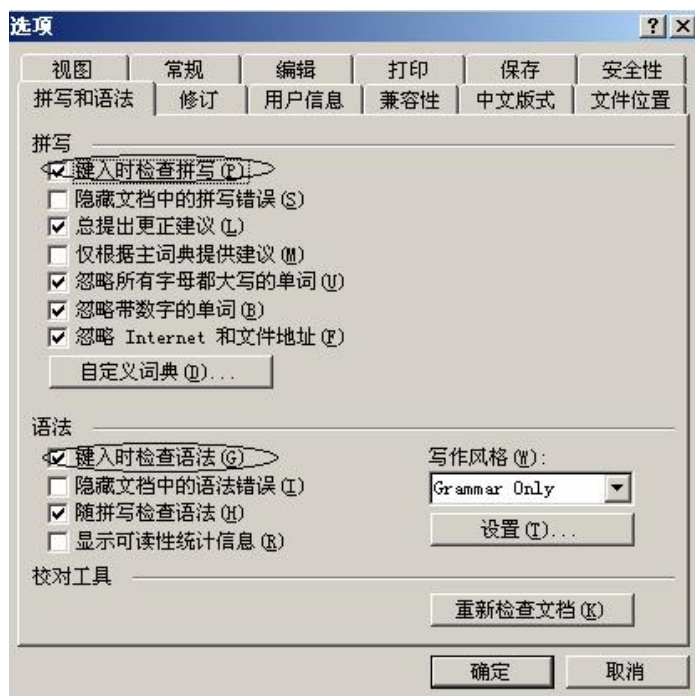 选项
视图 常规 编辑 打印 保存 安全性
拼写和语法 修订 用户信息 兼容性 中文版式 文件位置
拼写
键入时检查拼写(P)
隐藏文档中的拼写错误(S)
总提出更正建议(L)
仅根据主词典提供建议(M)
忽略所有字母都大写的单词(U)
忽略带数字的单词(B)
忽略 Internet 和文件地址(F)
自定义词典(D)...
语法
键入时检查语法(G) 写作风格(W):
隐藏文档中的语法错误(I) Grammar Only
随拼写检查语法(H) 设置(T)...
显示可读性统计信息(R)
校对工具
重新检查文档(K)
确定 取消